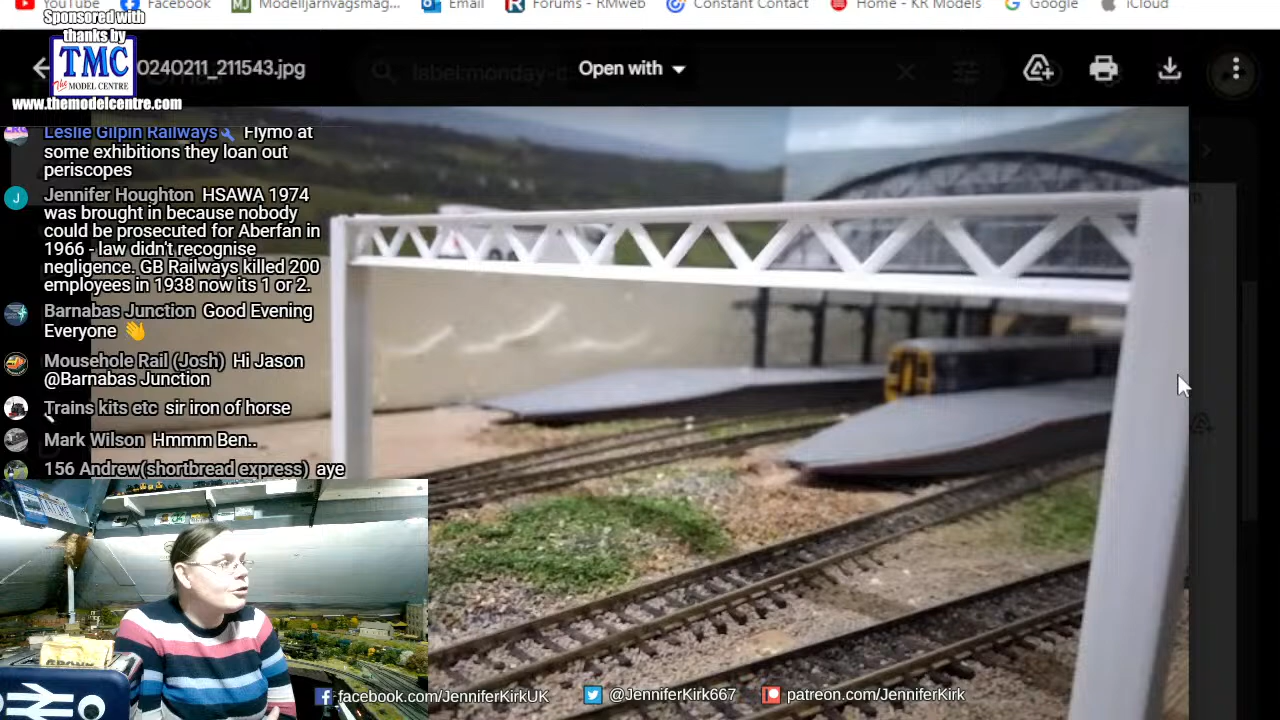 YouTube Facebook Modelljärnvägsmag... Email Forums - RMweb Constant Contact Home - KR Models Google iCloud
Sponsored with
thanks by
TMC
The MODEL CENTRE
www.themodelcentre.com
0240211_211543.jpg
Open with
Leslie Gilpin Railways Flymo at
some exhibitions they loan out
periscopes
J
Jennifer Houghton HSAWA 1974
was brought in because nobody
could be prosecuted for Aberfan in
1966 - law didn't recognise
negligence. GB Railways killed 200
employees in 1938 now its 1 or 2.
Barnabas Junction Good Evening
Everyone 👋
Mousehole Rail (Josh) Hi Jason
@Barnabas Junction
Trains kits etc sir iron of horse
Mark Wilson Hmmm Ben..
156 Andrew(shortbread express) aye
facebook.com/JenniferKirkUK @JenniferKirk667 patreon.com/JenniferKirk